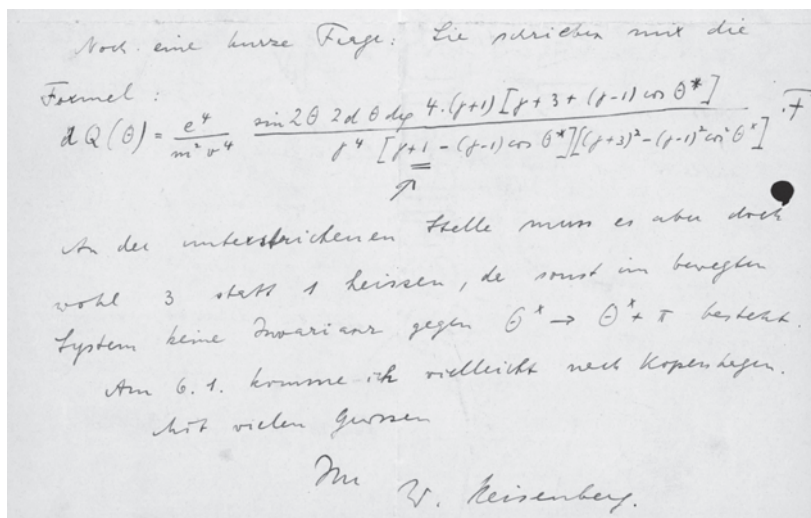 Noch eine kurze Frage: Sie schrieben mir die
Formel:
dQ(θ) = e⁴/(m²v⁴) · sin 2θ 2dθ dφ 4·(γ+1)[γ+3+(γ-1)cos θ*] / (γ⁴[γ+1-(γ-1)cos θ*][(γ+3)²-(γ-1)²cos²θ*]) · F
↗
An der unterstrichenen Stelle muss es aber doch
wohl 3 statt 1 heissen, da sonst im bewegten
System keine Invarianz gegen θ* → θ*+π besteht.
Am 6.1. komme ich vielleicht nach Kopenhagen.
Mit vielen Grüssen
Ihr
W. Heisenberg.